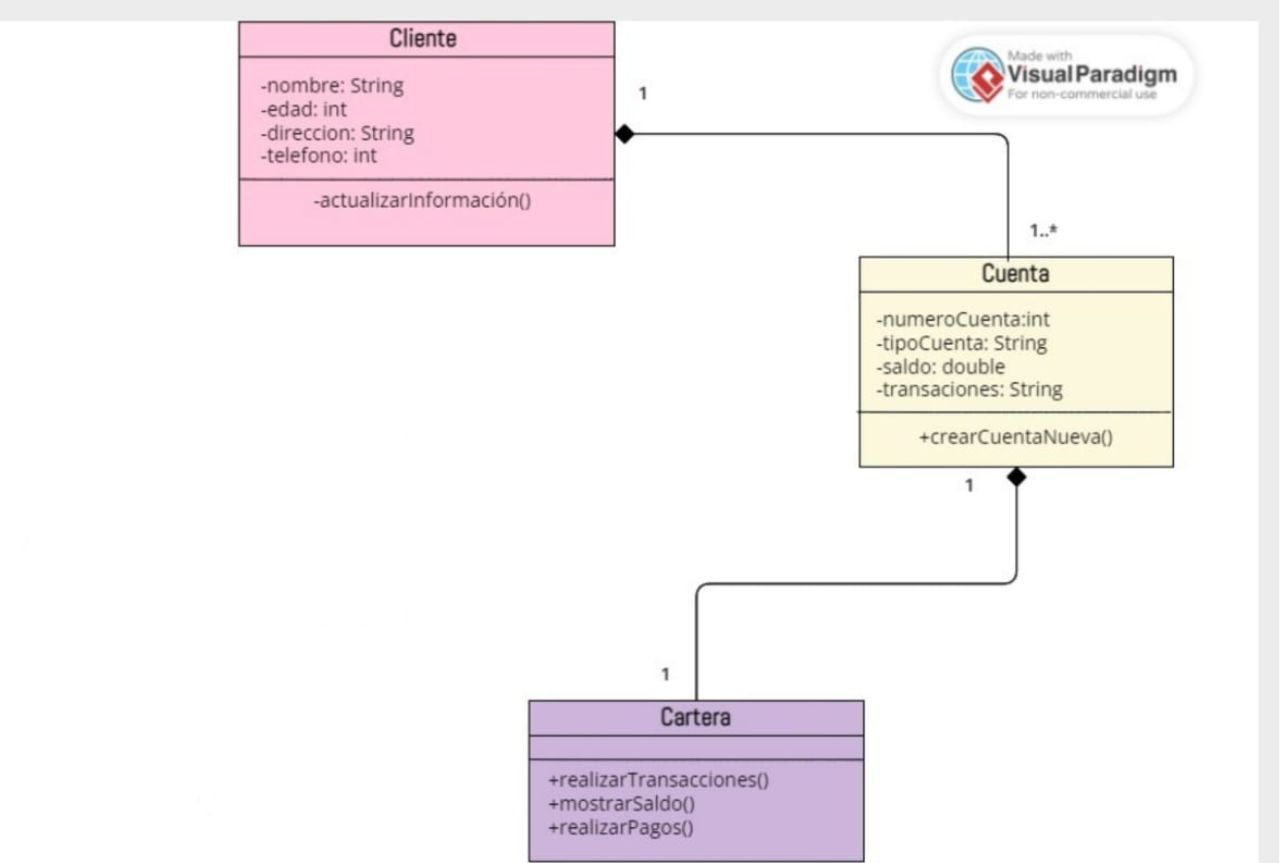 Cliente
-nombre: String
-edad: int
-direccion: String
-telefono: int
-actualizarInformación()
1
Made with
Visual Paradigm
For non-commercial use
1..*
Cuenta
-numeroCuenta:int
-tipoCuenta: String
-saldo: double
-transaciones: String
+crearCuentaNueva()
1
1
Cartera
+realizarTransacciones()
+mostrarSaldo()
+realizarPagos()